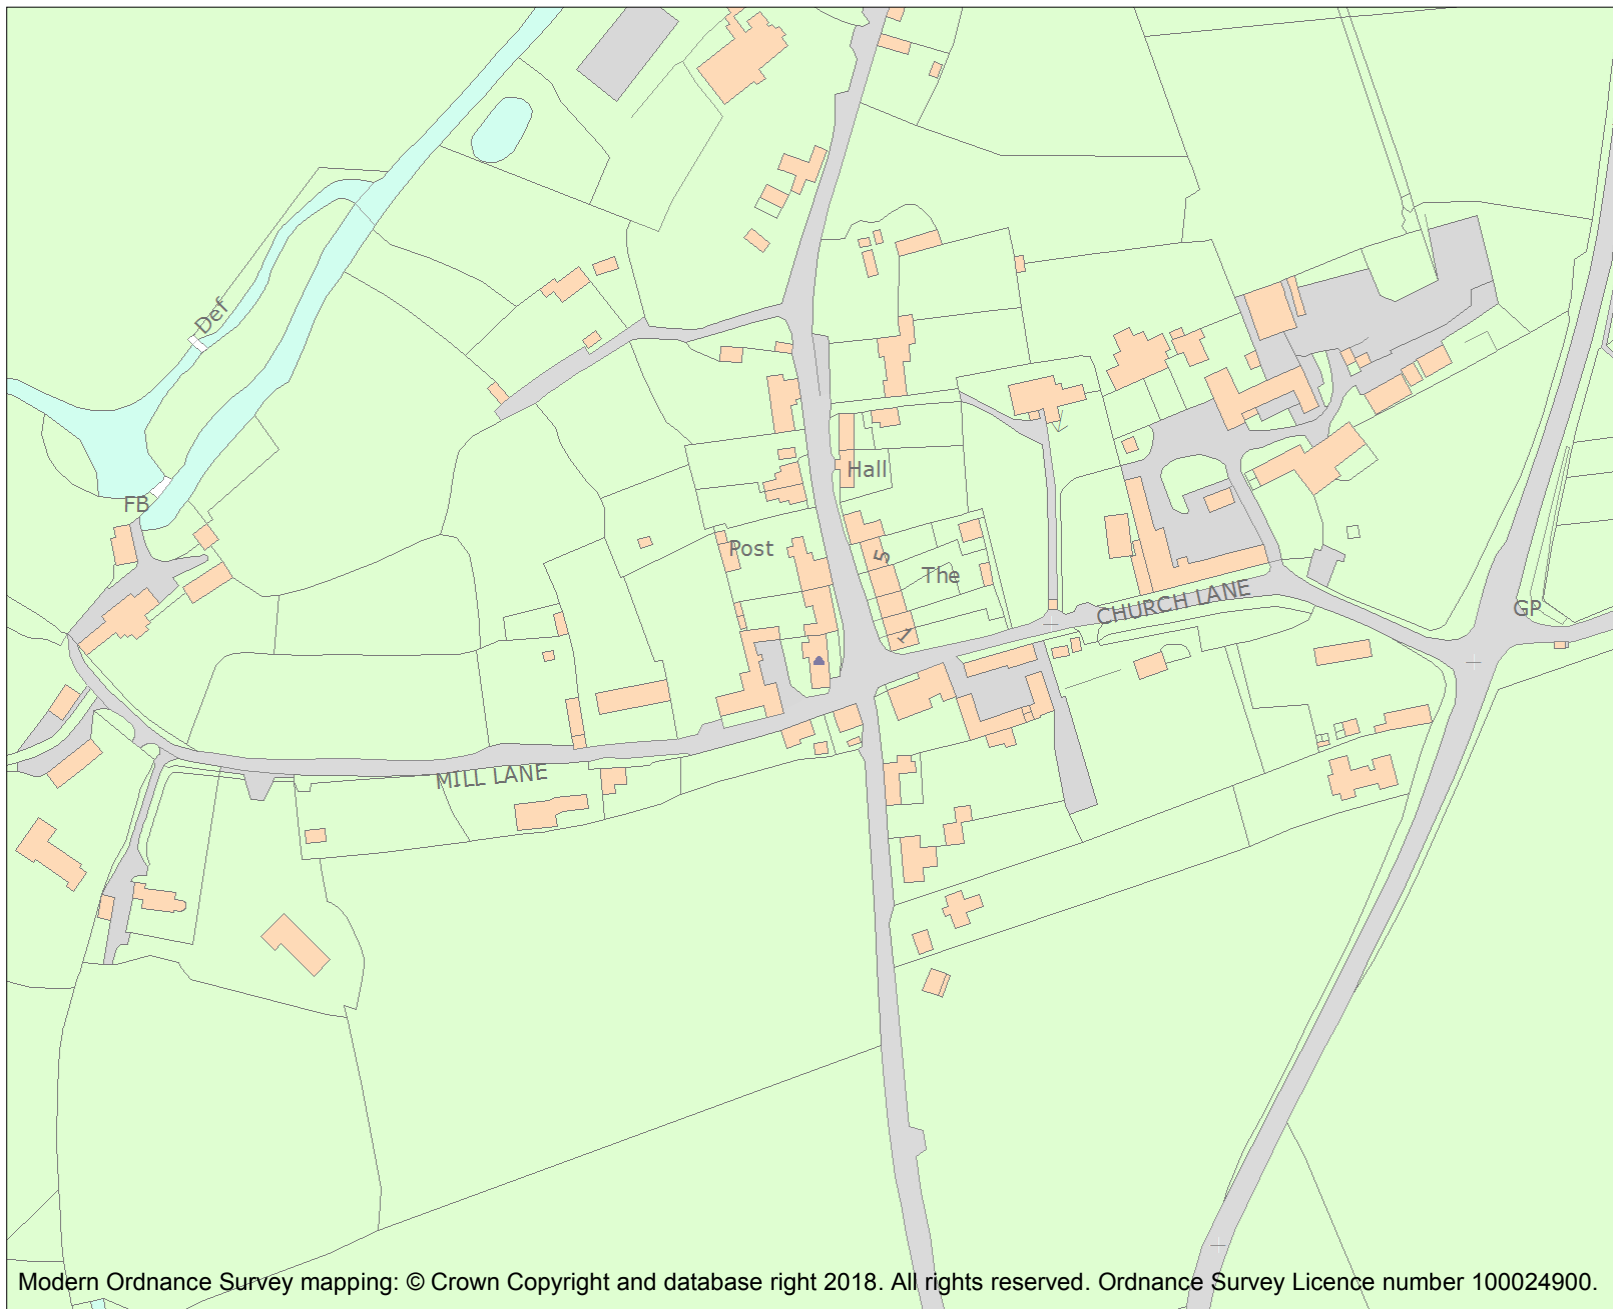 Def
Hall
FB
Post
5
The
CHURCH LANE
GP
1
MILL LANE
Modern Ordnance Survey mapping: © Crown Copyright and database right 2018. All rights reserved. Ordnance Survey Licence number 100024900.